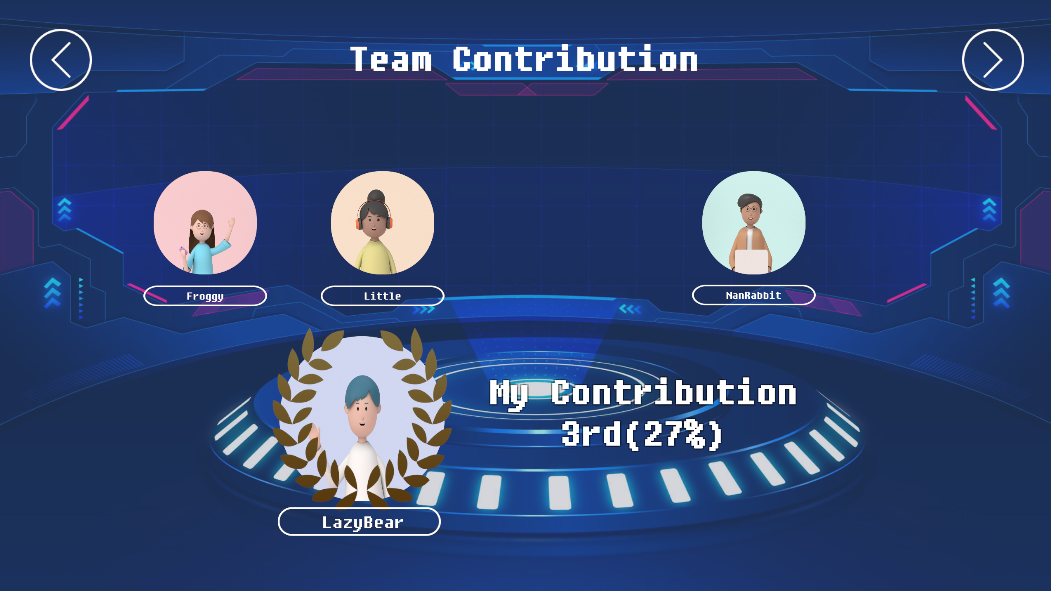 Team Contribution
Froggy
Little
NanRabbit
My Contribution
3rd(27%)
LazyBear